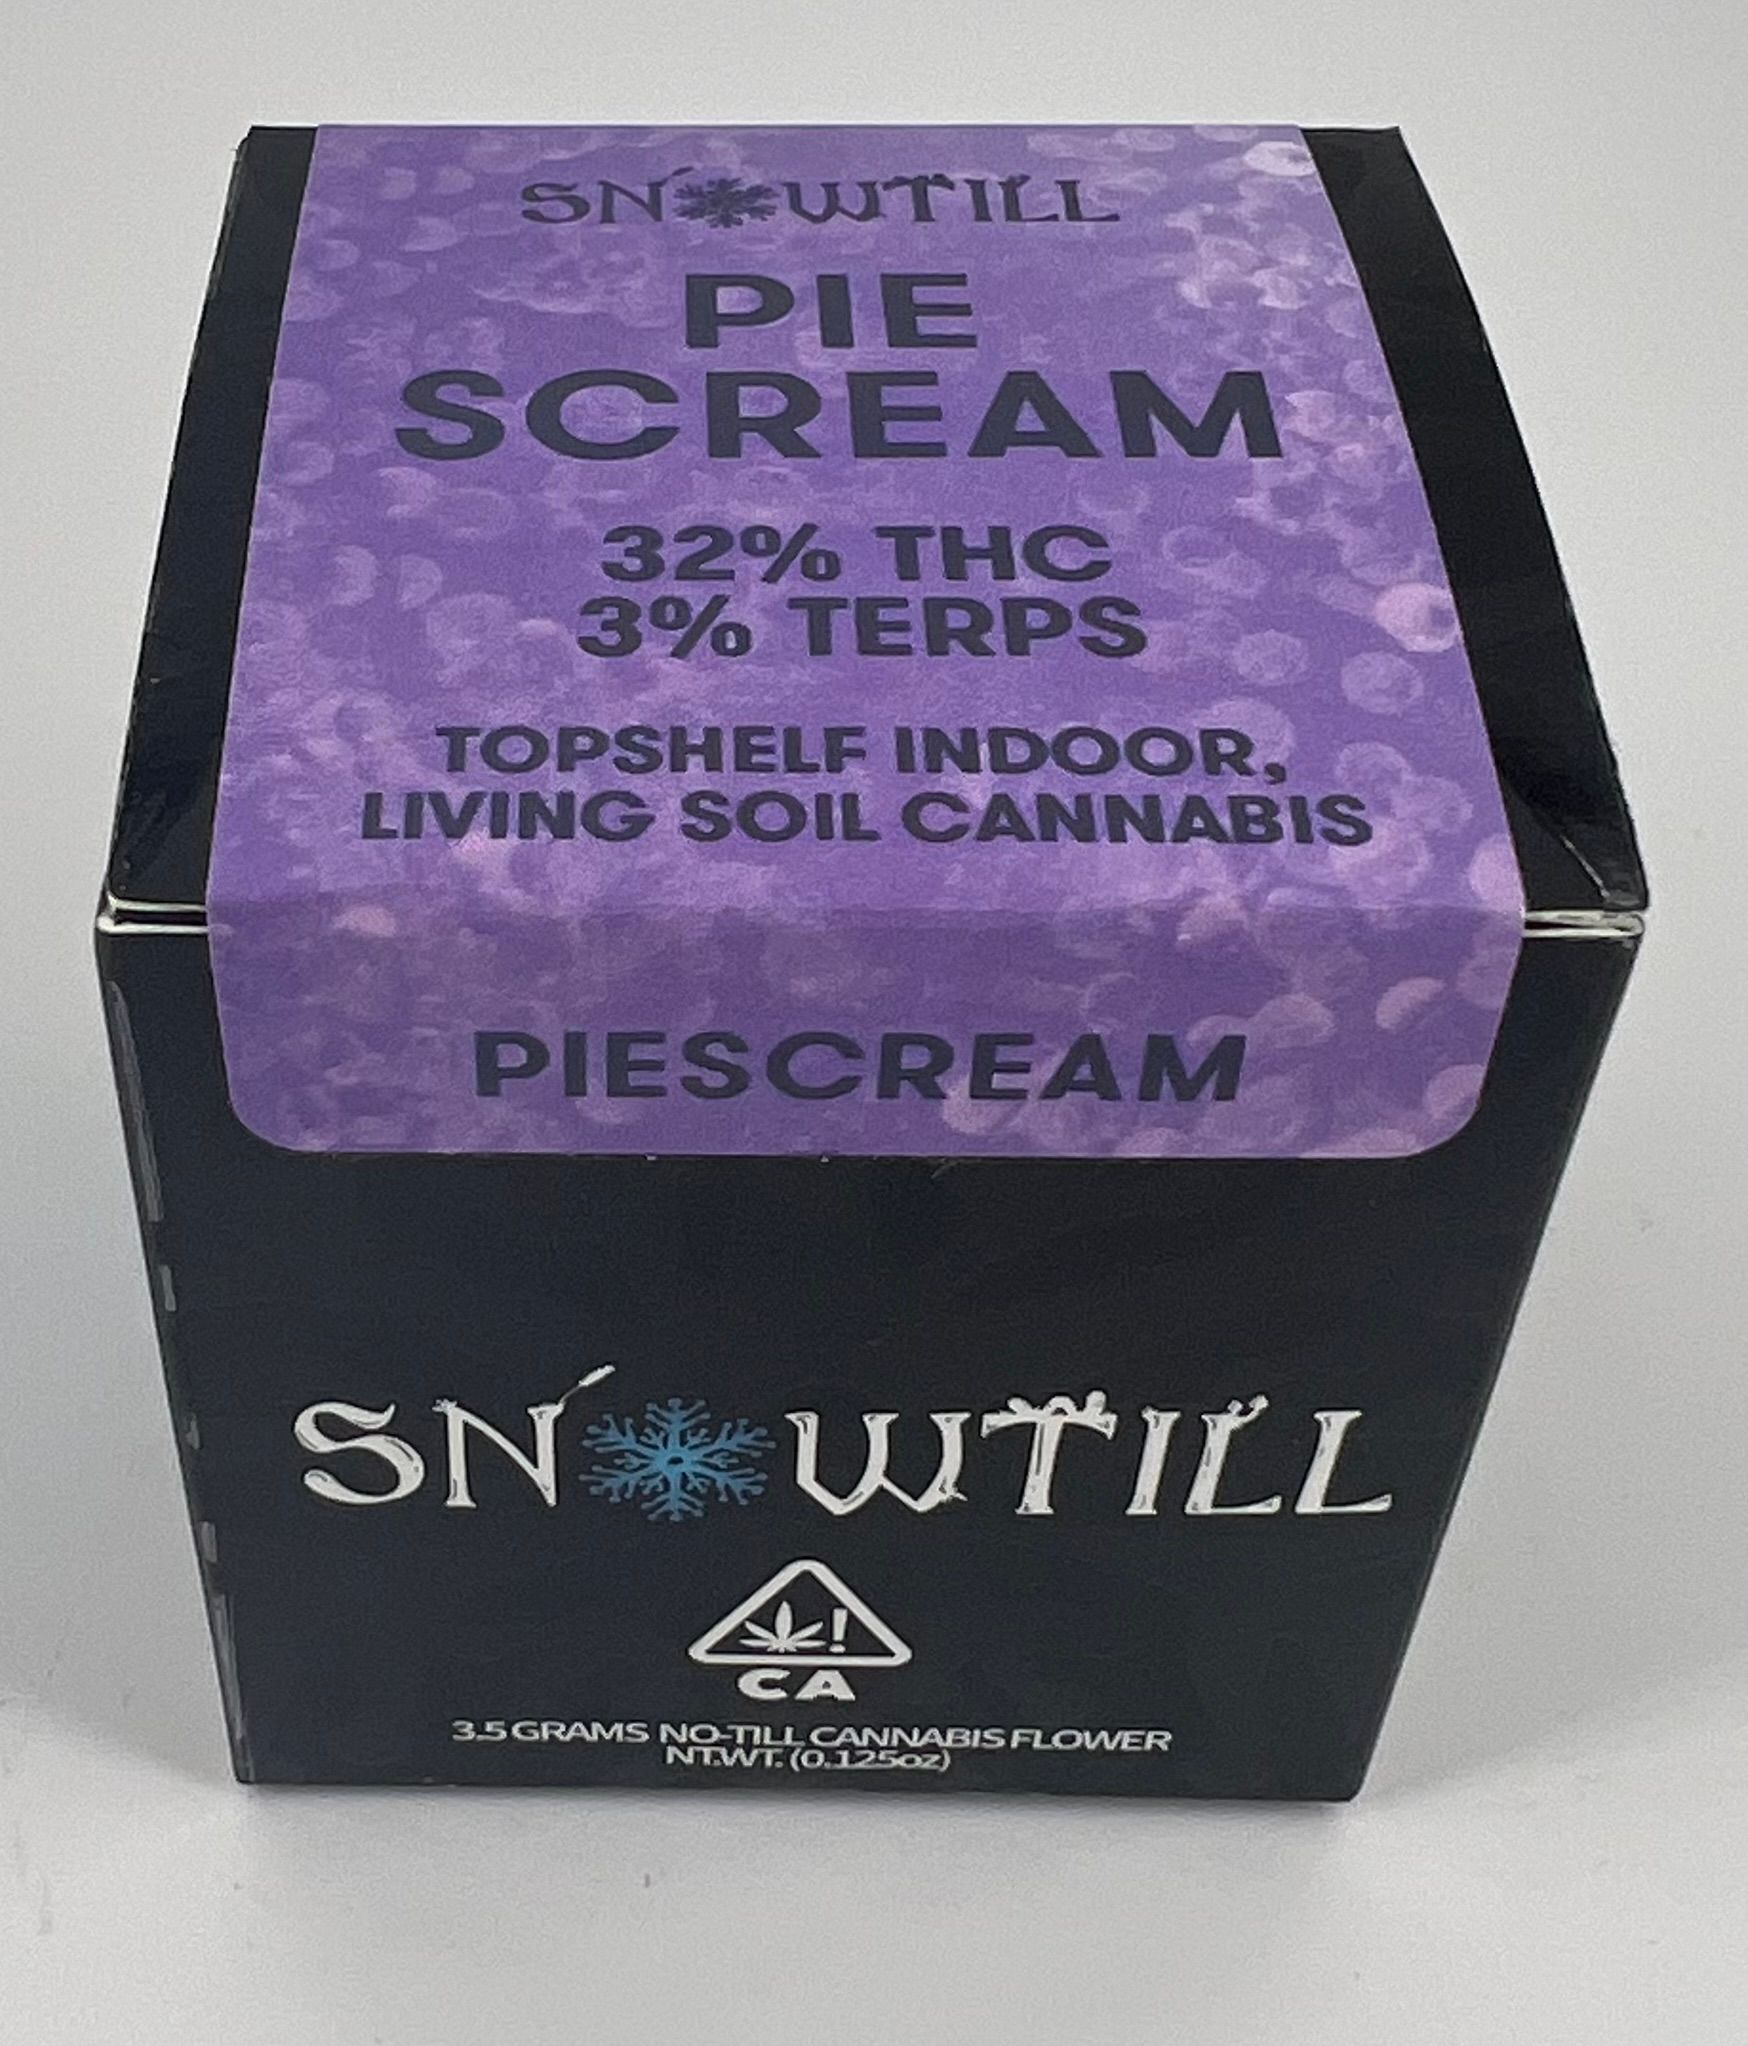 SNOWTILL
PIE
SCREAM
32% THC
3% TERPS
TOPSHELF INDOOR,
LIVING SOIL CANNABIS
PIESCREAM
SNOWTILL
!
CA
3.5 GRAMS NO-TILL CANNABIS FLOWER
NT.WT. (0.125oz)